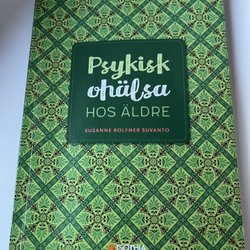 Psykisk
ohälsa
HOS ÄLDRE
SUSANNE ROLFNER SUVANTO